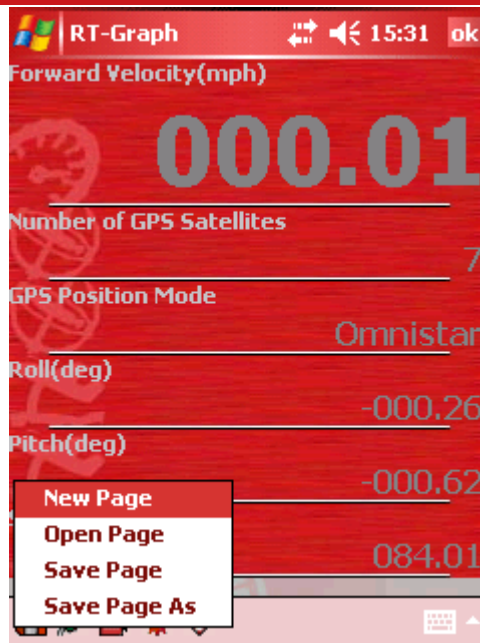 RT-Graph 15:31 ok
Forward Velocity(mph)
000.01
Number of GPS Satellites
7
GPS Position Mode
Omnistar
Roll(deg)
-000.26
Pitch(deg)
-000.62
084.01
New Page
Open Page
Save Page
Save Page As